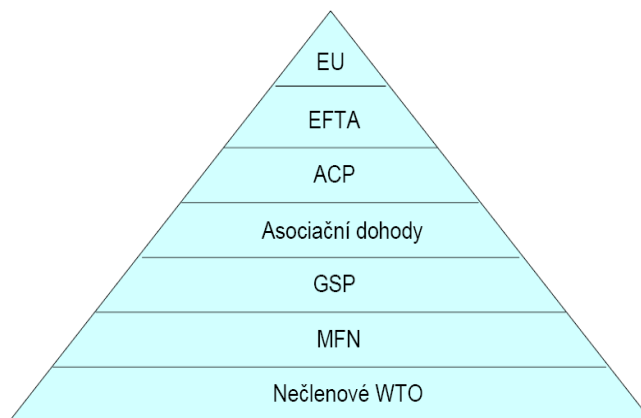 EU
EFTA
ACP
Asociační dohody
GSP
MFN
Nečlenové WTO